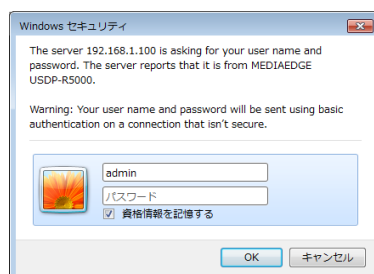 Windows セキュリティ
The server 192.168.1.100 is asking for your user name and
password. The server reports that it is from MEDIAEDGE
USDP-R5000.
Warning: Your user name and password will be sent using basic
authentication on a connection that isn't secure.
admin
パスワード
資格情報を記憶する
OK
キャンセル